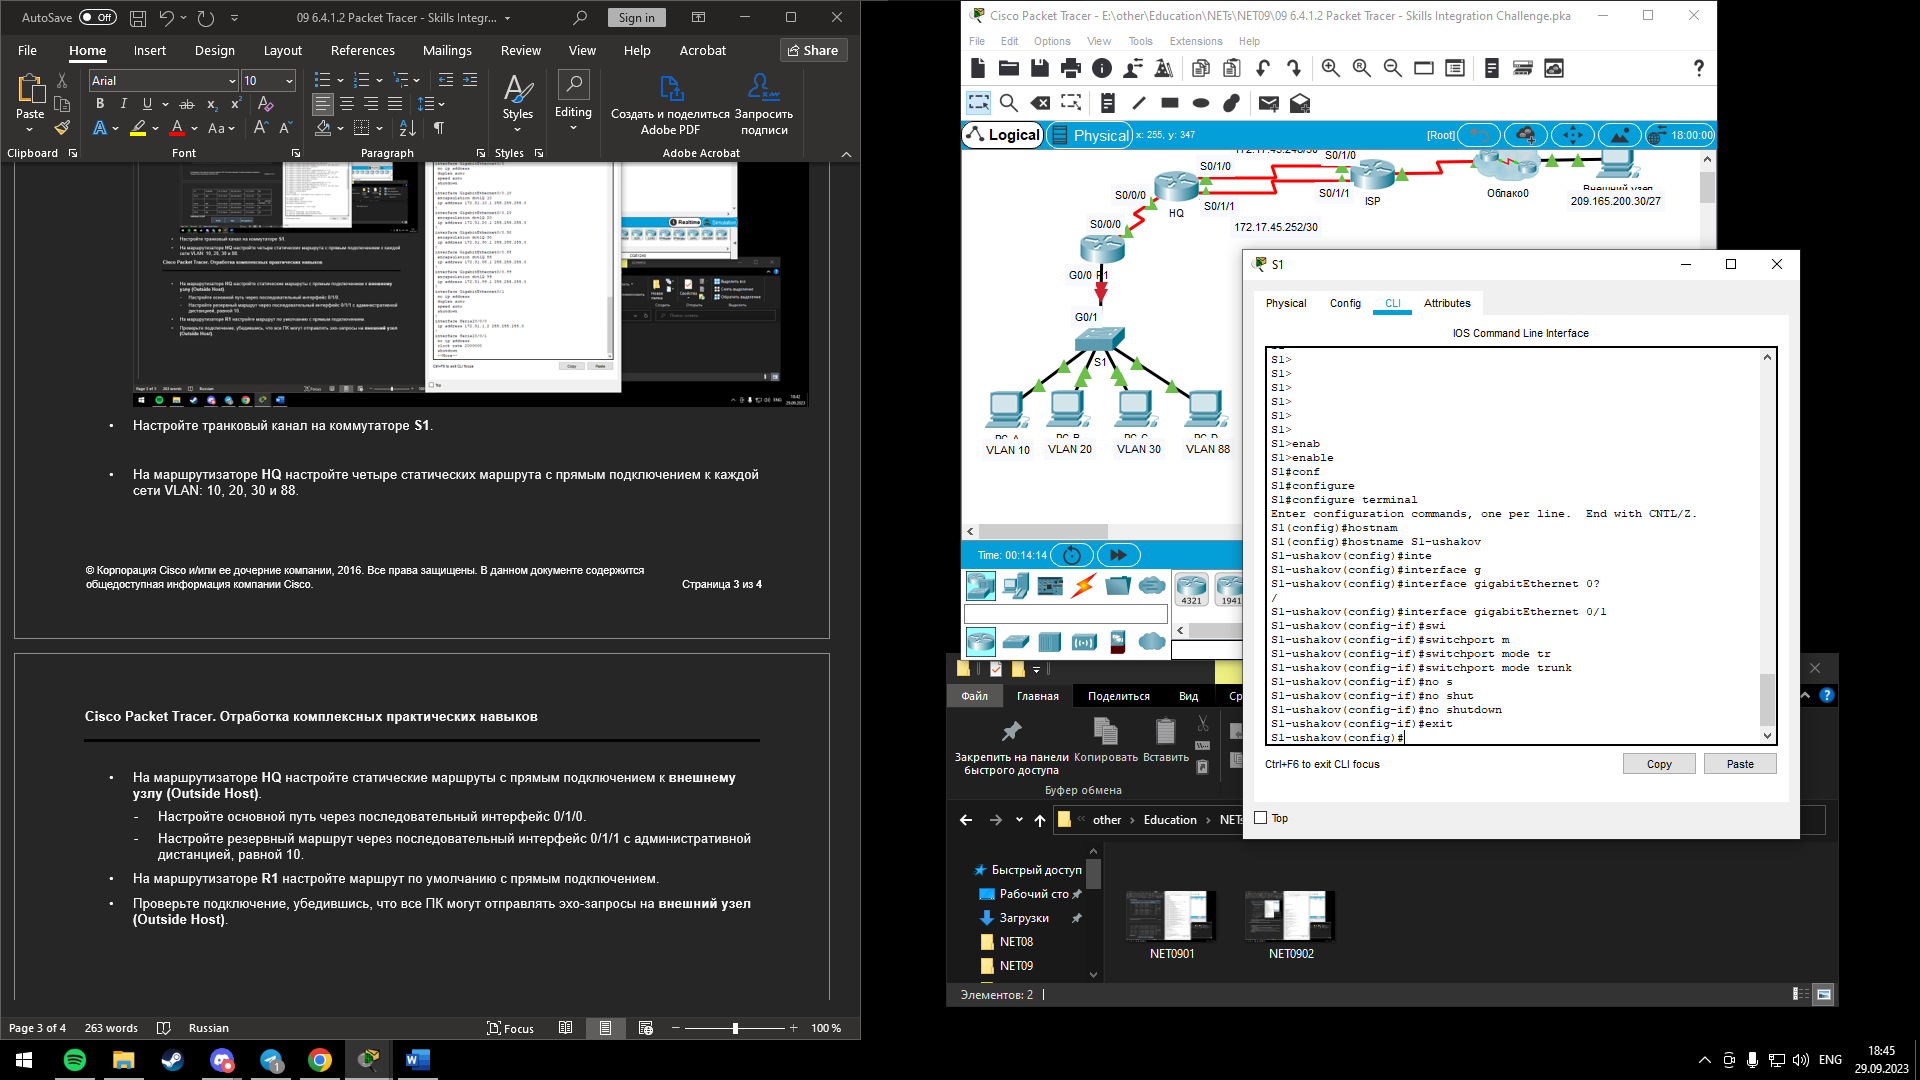 AutoSave Off 09 6.4.1.2 Packet Tracer - Skills Integr... Sign in
File Home Insert Design Layout References Mailings Review View Help Acrobat Share
Arial 10
Paste Styles Editing Создать и поделиться Adobe PDF Запросить подписи
Clipboard Font Paragraph Styles Adobe Acrobat
• Настройте транковый канал на коммутаторе S1.
• На маршрутизаторе HQ настройте четыре статических маршрута с прямым подключением к каждой
сети VLAN: 10, 20, 30 и 88.
© Корпорация Cisco и/или ее дочерние компании, 2016. Все права защищены. В данном документе содержится
общедоступная информация компании Cisco. Страница 3 из 4
Cisco Packet Tracer. Отработка комплексных практических навыков
• На маршрутизаторе HQ настройте статические маршруты с прямым подключением к внешнему
узлу (Outside Host).
- Настройте основной путь через последовательный интерфейс 0/1/0.
- Настройте резервный маршрут через последовательный интерфейс 0/1/1 с административной
дистанцией, равной 10.
• На маршрутизаторе R1 настройте маршрут по умолчанию с прямым подключением.
• Проверьте подключение, убедившись, что все ПК могут отправлять эхо-запросы на внешний узел
(Outside Host).
Page 3 of 4 263 words Russian Focus 100 %
Cisco Packet Tracer - E:\other\Education\NETs\NET09\09 6.4.1.2 Packet Tracer - Skills Integration Challenge.pka
File Edit Options View Tools Extensions Help
Logical Physical x: 255, y: 347 [Root] 18:00:00
S0/1/0 S0/1/0
S0/0/0 HQ S0/1/1 S0/1/1 ISP Облако0 Внешний узел
209.165.200.30/27
172.17.45.252/30
S0/0/0
G0/0 R1
G0/1
S1
VLAN 10 VLAN 20 VLAN 30 VLAN 88
Time: 00:14:14
4321 1941
S1
Physical Config CLI Attributes
IOS Command Line Interface
S1>
S1>
S1>
S1>
S1>
S1>
S1>enab
S1>enable
S1#conf
S1#configure
S1#configure terminal
Enter configuration commands, one per line. End with CNTL/Z.
S1(config)#hostnam
S1(config)#hostname S1-ushakov
S1-ushakov(config)#inte
S1-ushakov(config)#interface g
S1-ushakov(config)#interface gigabitEthernet 0?
/
S1-ushakov(config)#interface gigabitEthernet 0/1
S1-ushakov(config-if)#swi
S1-ushakov(config-if)#switchport m
S1-ushakov(config-if)#switchport mode tr
S1-ushakov(config-if)#switchport mode trunk
S1-ushakov(config-if)#no s
S1-ushakov(config-if)#no shut
S1-ushakov(config-if)#no shutdown
S1-ushakov(config-if)#exit
S1-ushakov(config)#
Ctrl+F6 to exit CLI focus Copy Paste
Top
Файл Главная Поделиться Вид Ср
Закрепить на панели быстрого доступа Копировать Вставить
Буфер обмена
other Education NETs
Быстрый доступ
Рабочий сто
Загрузки
NET08
NET09
NET0901 NET0902
Элементов: 2
ENG 18:45
29.09.2023